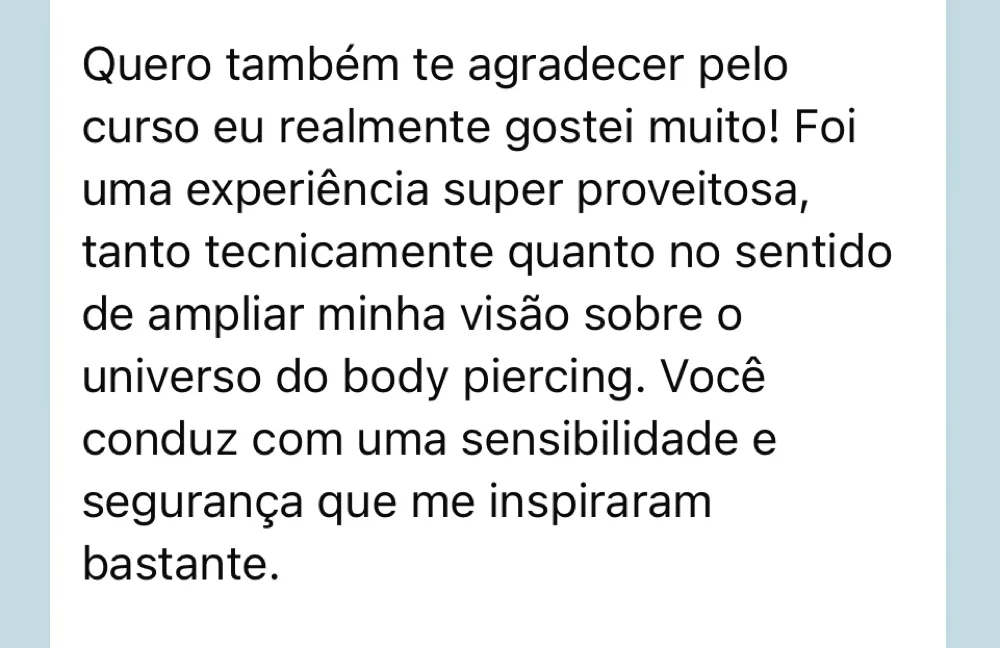 Quero também te agradecer pelo
curso eu realmente gostei muito! Foi
uma experiência super proveitosa,
tanto tecnicamente quanto no sentido
de ampliar minha visão sobre o
universo do body piercing. Você
conduz com uma sensibilidade e
segurança que me inspiraram
bastante.